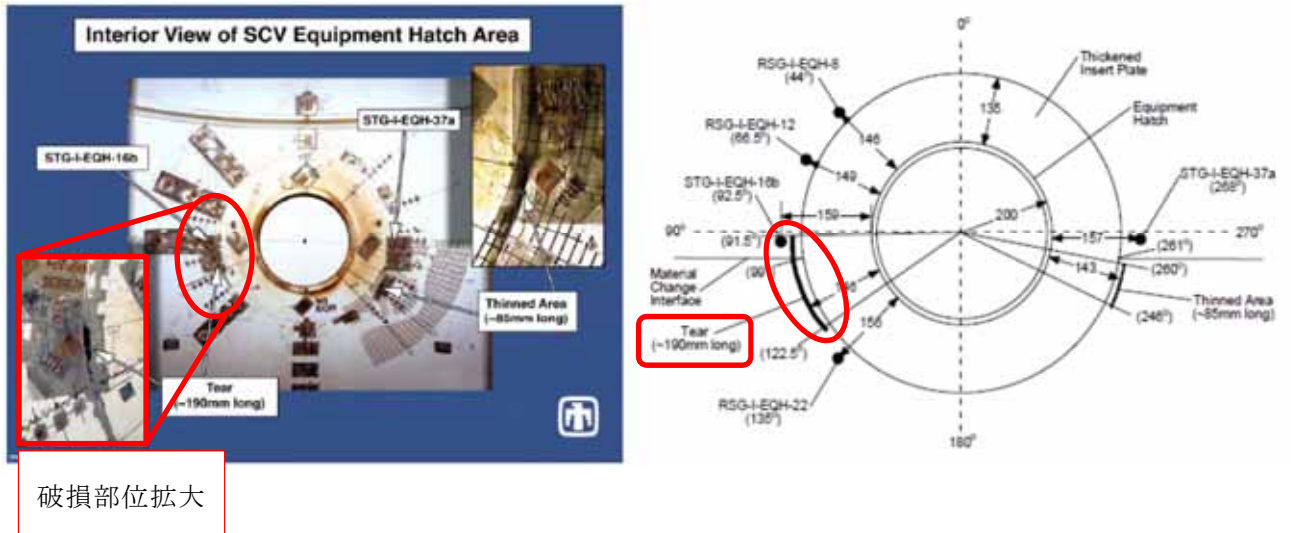 Interior View of SCV Equipment Hatch Area
STG-I-EQH-37a
STG-I-EQH-16b
Thinned Area
(~85mm long)
Tear
(~190mm long)
破損部位拡大
0°
RSG-I-EQH-8
(44°)
Thickened
Insert Plate
135
Equipment
Hatch
RSG-I-EQH-12
(66.5°)
146
149
STG-I-EQH-16b
(92.5°)
STG-I-EQH-37a
(268°)
159
200
90°
(91.5°)
157
(261°)
270°
(260°)
143
Material
Change
Interface
Thinned Area
(~85mm long)
(246°)
Tear
(~190mm long)
156
(122.5°)
RSG-I-EQH-22
(135°)
180°